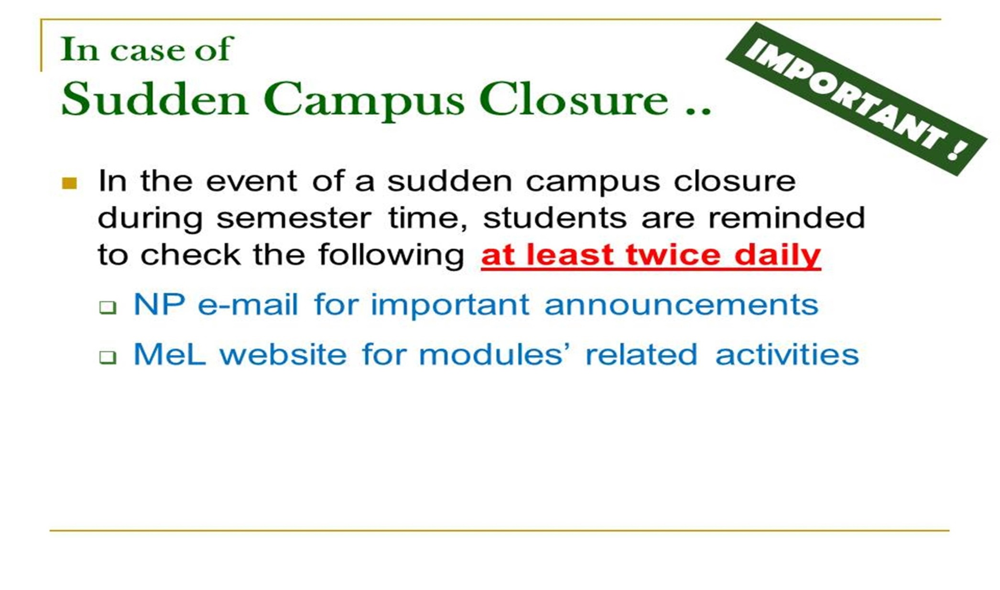 In case of
Sudden Campus Closure ..
IMPORTANT !
In the event of a sudden campus closure
during semester time, students are reminded
to check the following at least twice daily
NP e-mail for important announcements
MeL website for modules’ related activities